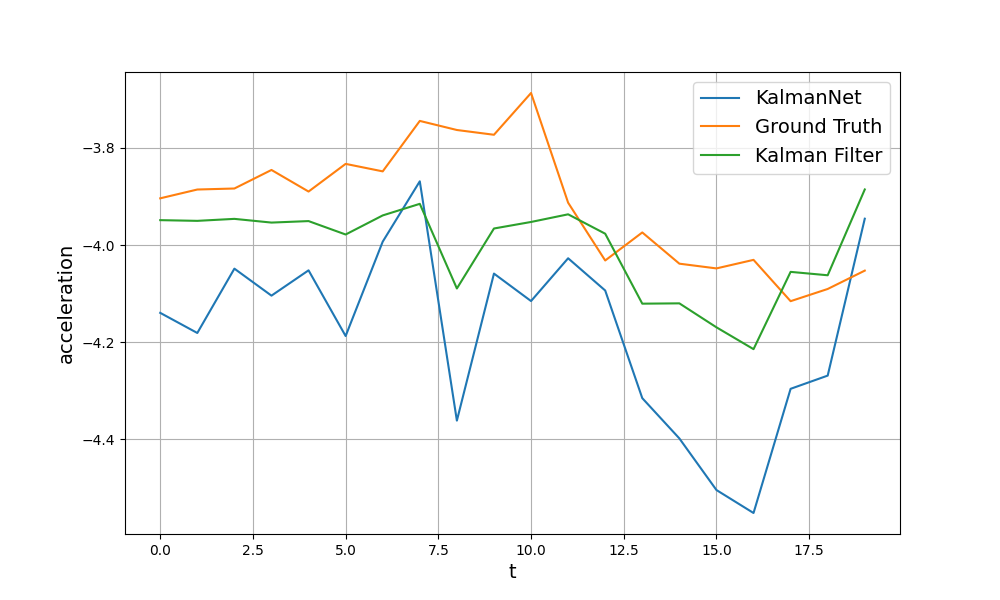 KalmanNet
Ground Truth
Kalman Filter
−3.8
−4.0
−4.2
−4.4
acceleration
0.0 2.5 5.0 7.5 10.0 12.5 15.0 17.5
t